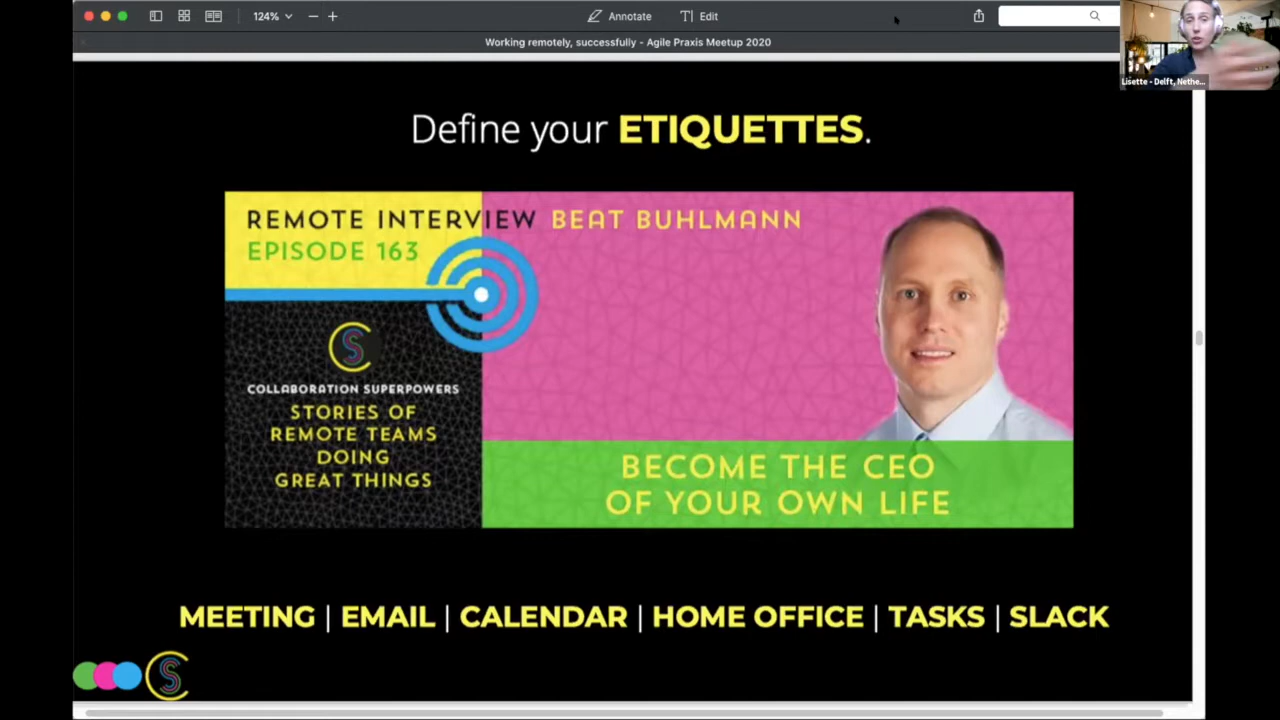 124%
Annotate
Edit
Working remotely, successfully - Agile Praxis Meetup 2020
Lisette - Delft, Nethe...
Define your ETIQUETTES.
REMOTE INTERVIEW BEAT BUHLMANN
EPISODE 163
CS
COLLABORATION SUPERPOWERS
STORIES OF
REMOTE TEAMS
DOING
GREAT THINGS
BECOME THE CEO
OF YOUR OWN LIFE
MEETING | EMAIL | CALENDAR | HOME OFFICE | TASKS | SLACK
CS